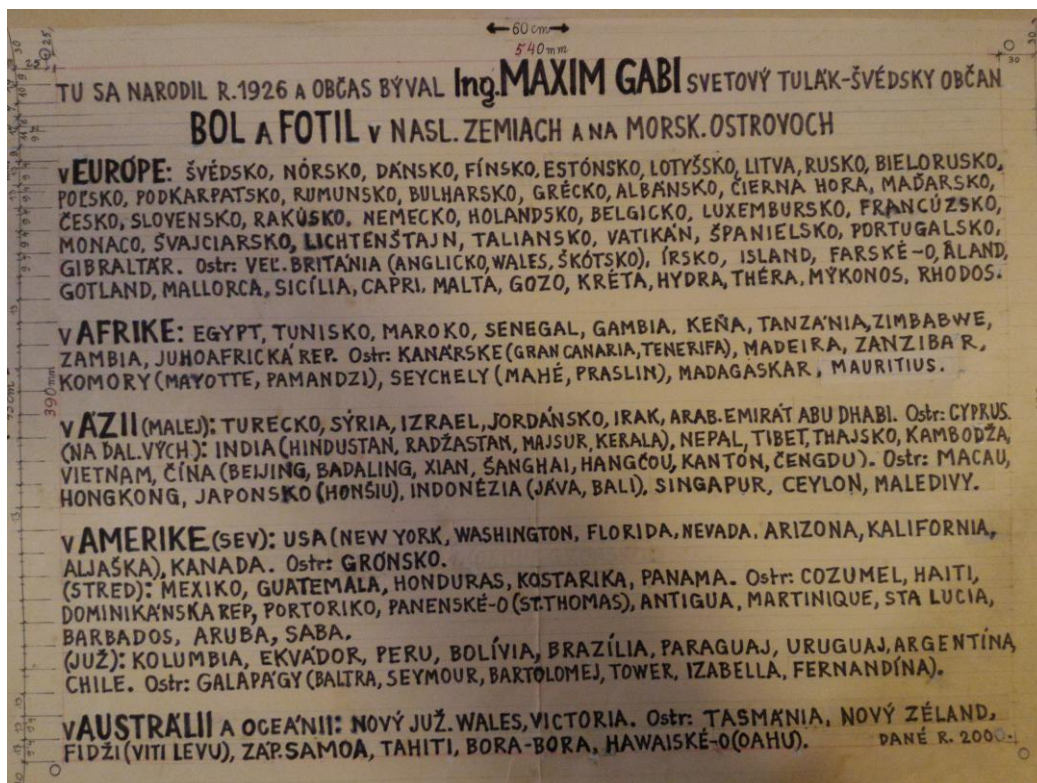 ←60cm→
540mm
TU SA NARODIL R.1926 A OBČAS BÝVAL Ing.MAXIM GABI SVETOVÝ TULÁK-ŠVÉDSKY OBČAN
BOL A FOTIL V NASL. ZEMIACH A NA MORSK. OSTROVOCH
V EURÓPE: ŠVÉDSKO, NÓRSKO, DÁNSKO, FÍNSKO, ESTÓNSKO, LOTYŠSKO, LITVA, RUSKO, BIELORUSKO,
POĽSKO, PODKARPATSKO, RUMUNSKO, BULHARSKO, GRÉCKO, ALBÁNSKO, ČIERNA HORA, MAĎARSKO,
ČESKO, SLOVENSKO, RAKÚSKO, NEMECKO, HOLANDSKO, BELGICKO, LUXEMBURSKO, FRANCÚZSKO,
MONACO, ŠVAJCIARSKO, LICHTENŠTAJN, TALIANSKO, VATIKÁN, ŠPANIELSKO, PORTUGALSKO,
GIBRALTÁR. Ostr: VEĽ. BRITÁNIA (ANGLICKO, WALES, ŠKÓTSKO), ÍRSKO, ISLAND, FARSKÉ-O, ÅLAND,
GOTLAND, MALLORCA, SICÍLIA, CAPRI, MALTA, GOZO, KRÉTA, HYDRA, THÉRA, MÝKONOS, RHODOS.
V AFRIKE: EGYPT, TUNISKO, MAROKO, SENEGAL, GAMBIA, KEŇA, TANZÁNIA, ZIMBABWE,
ZAMBIA, JUHOAFRICKÁ REP. Ostr: KANÁRSKE (GRAN CANARIA, TENERIFA), MADEIRA, ZANZIBAR,
KOMORY (MAYOTTE, PAMANDZI), SEYCHELY (MAHÉ, PRASLIN), MADAGASKAR, MAURITIUS.
V ÁZII (MALEJ): TURECKO, SÝRIA, IZRAEL, JORDÁNSKO, IRAK, ARAB. EMIRÁT ABU DHABI. Ostr: CYPRUS.
(NA DAL. VÝCH): INDIA (HINDUSTAN, RADŽASTAN, MAJSUR, KERALA), NEPAL, TIBET, THAJSKO, KAMBODŽA,
VIETNAM, ČÍNA (BEIJING, BADALING, XIAN, ŠANGHAI, HANGČOU, KANTÓN, ČENGDU). Ostr: MACAU,
HONGKONG, JAPONSKO (HONŠIU), INDONÉZIA (JÁVA, BALI), SINGAPUR, CEYLON, MALEDIVY.
390mm
V AMERIKE (SEV): USA (NEW YORK, WASHINGTON, FLORIDA, NEVADA, ARIZONA, KALIFORNIA,
ALJAŠKA), KANADA. Ostr: GRÓNSKO.
(STRED): MEXIKO, GUATEMALA, HONDURAS, KOSTARIKA, PANAMA. Ostr: COZUMEL, HAITI,
DOMINIKÁNSKA REP, PORTORIKO, PANENSKÉ-O (ST.THOMAS), ANTIGUA, MARTINIQUE, STA LUCIA,
BARBADOS, ARUBA, SABA.
(JUŽ): KOLUMBIA, EKVÁDOR, PERU, BOLÍVIA, BRAZÍLIA, PARAGUAJ, URUGUAJ, ARGENTÍNA,
CHILE. Ostr: GALAPÁGY (BALTRA, SEYMOUR, BARTOLOMEJ, TOWER, IZABELLA, FERNANDÍNA).
V AUSTRÁLII A OCEÁNII: NOVÝ JUŽ. WALES, VICTORIA. Ostr: TASMÁNIA, NOVÝ ZÉLAND,
FIDŽI (VITI LEVU), ZÁP. SAMOA, TAHITI, BORA-BORA, HAWAISKÉ-O (OAHU). DANÉ R. 2000.